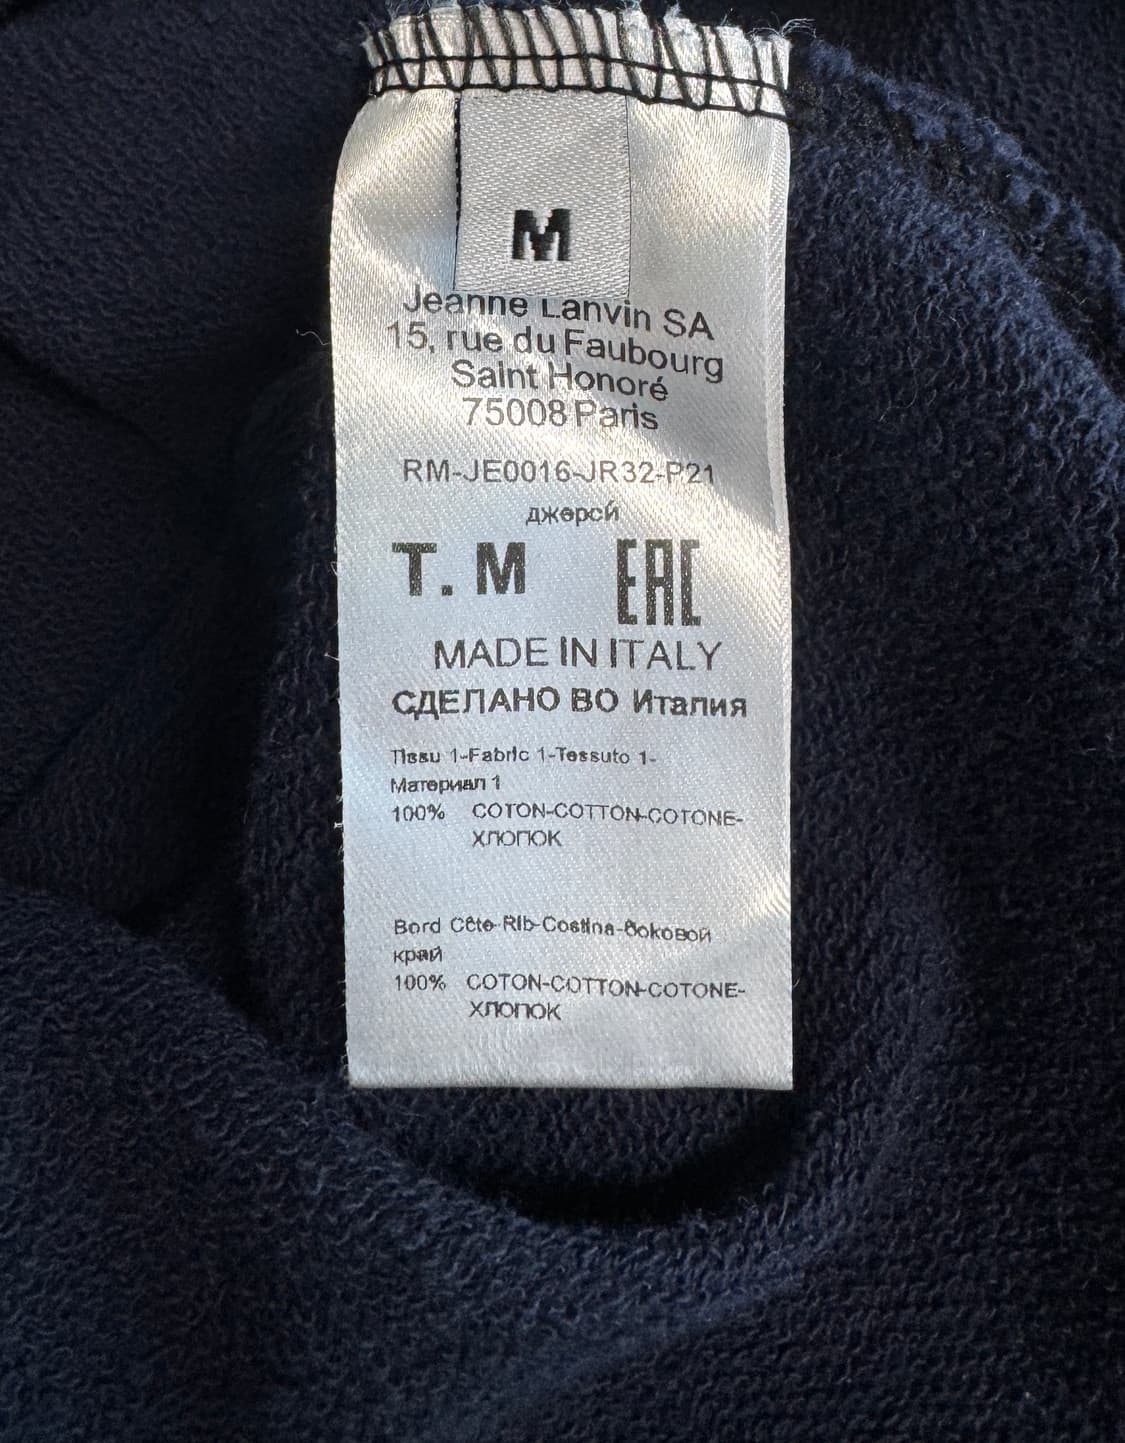 M
Jeanne Lanvin SA
15, rue du Faubourg
Saint Honoré
75008 Paris
RM-JE0016-JR32-P21
джерсй
T. M EAC
MADE IN ITALY
СДЕЛАНО ВО Италия
Tissu 1-Fabric 1-Tessuto 1-
Материал 1
100% COTON-COTTON-COTONE-
ХЛОПОК
Bord Côte-Rib-Costina-боковой
край
100% COTON-COTTON-COTONE-
ХЛОПОК